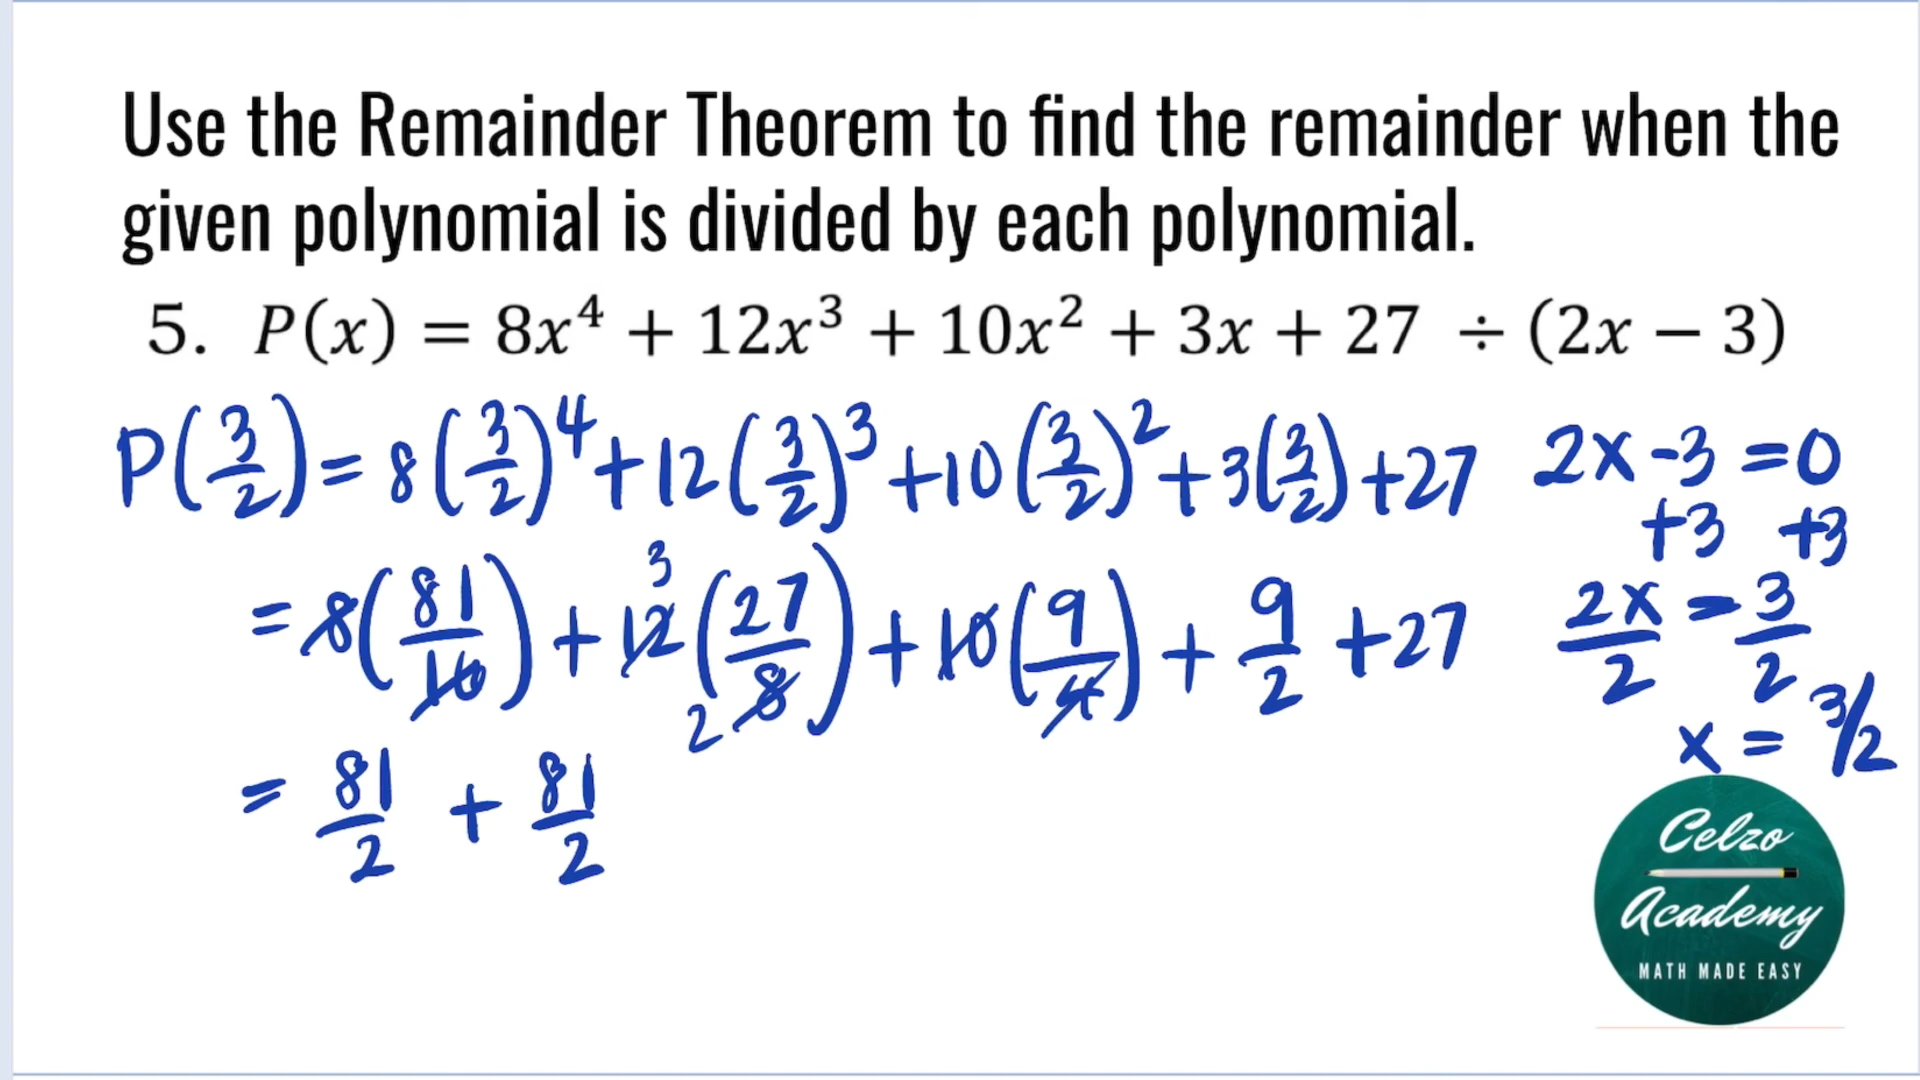 Use the Remainder Theorem to find the remainder when the
given polynomial is divided by each polynomial.
5. P(x) = 8x⁴ + 12x³ + 10x² + 3x + 27 ÷ (2x − 3)
P(3/2) = 8(3/2)⁴ + 12(3/2)³ + 10(3/2)² + 3(3/2) + 27
= 8(81/16) + 12(27/8) + 10(9/4) + 9/2 + 27
3
2
= 81/2 + 81/2
2x - 3 = 0
+3 +3
2x/2 = 3/2
x = 3/2
Celzo
Academy
MATH MADE EASY